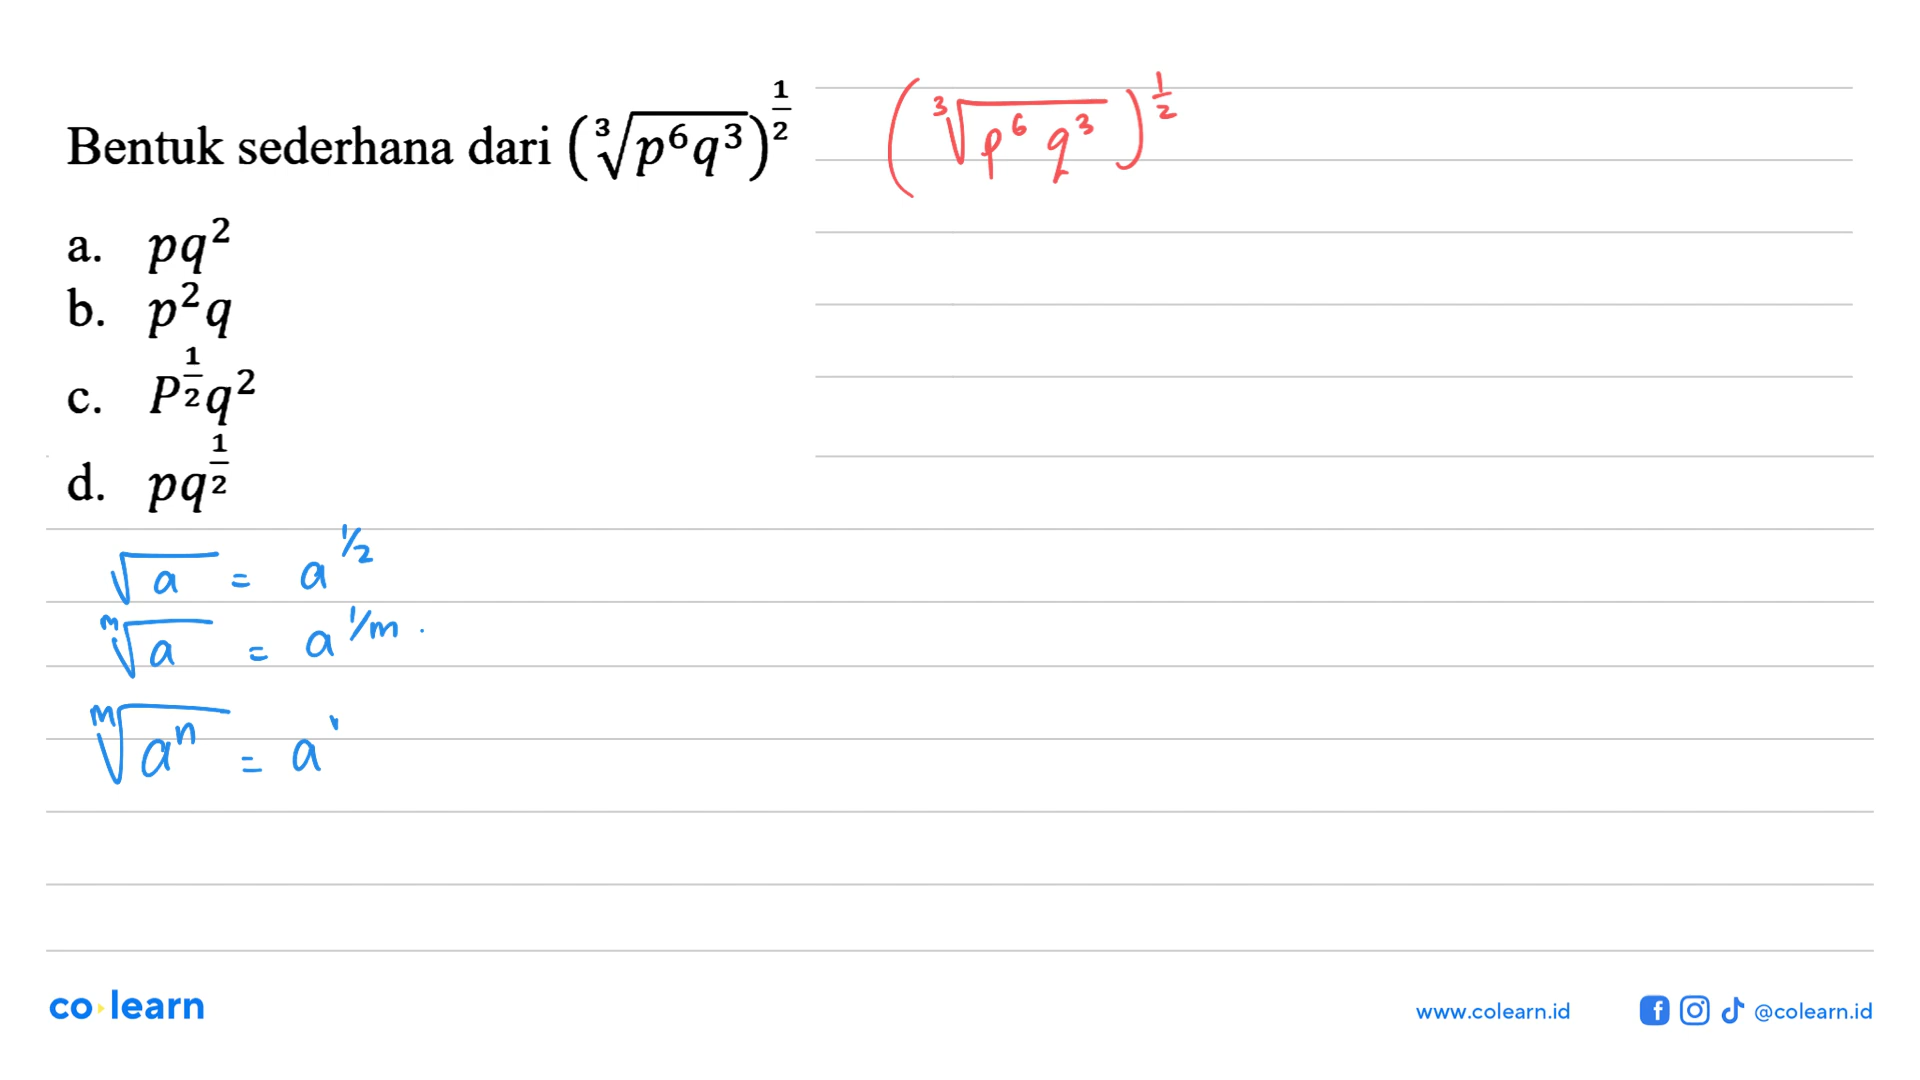 Bentuk sederhana dari (∛(p⁶q³))^(1/2)
a. pq²
b. p²q
c. P^(1/2)q²
d. pq^(1/2)
(∛(p⁶ q³))^(1/2)
√a = a^(1/2)
ᵐ√a = a^(1/m) .
ᵐ√(aⁿ) = a
co learn
www.colearn.id
@colearn.id